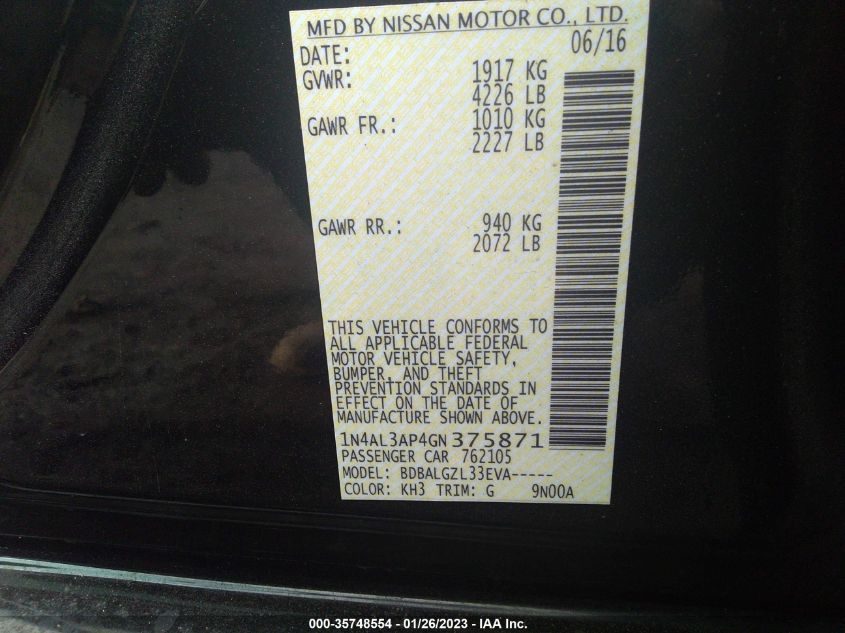 MFD BY NISSAN MOTOR CO., LTD.
DATE: 06/16
GVWR: 1917 KG
4226 LB
GAWR FR.: 1010 KG
2227 LB
GAWR RR.: 940 KG
2072 LB
THIS VEHICLE CONFORMS TO
ALL APPLICABLE FEDERAL
MOTOR VEHICLE SAFETY,
BUMPER, AND THEFT
PREVENTION STANDARDS IN
EFFECT ON THE DATE OF
MANUFACTURE SHOWN ABOVE.
1N4AL3AP4GN375871
PASSENGER CAR 762105
MODEL: BDBALGZL33EVA-----
COLOR: KH3 TRIM: G 9N00A
000-35748554 - 01/26/2023 - IAA Inc.